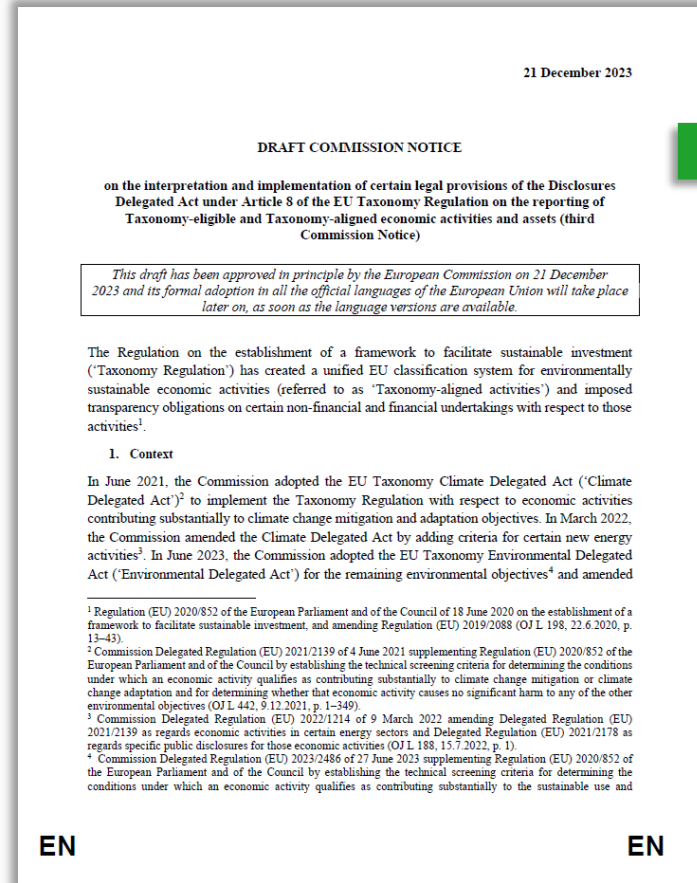 21 December 2023
DRAFT COMMISSION NOTICE
on the interpretation and implementation of certain legal provisions of the Disclosures
Delegated Act under Article 8 of the EU Taxonomy Regulation on the reporting of
Taxonomy-eligible and Taxonomy-aligned economic activities and assets (third
Commission Notice)
This draft has been approved in principle by the European Commission on 21 December
2023 and its formal adoption in all the official languages of the European Union will take place
later on, as soon as the language versions are available.
The Regulation on the establishment of a framework to facilitate sustainable investment
(‘Taxonomy Regulation’) has created a unified EU classification system for environmentally
sustainable economic activities (referred to as ‘Taxonomy-aligned activities’) and imposed
transparency obligations on certain non-financial and financial undertakings with respect to those
activities¹.
1. Context
In June 2021, the Commission adopted the EU Taxonomy Climate Delegated Act (‘Climate
Delegated Act’)² to implement the Taxonomy Regulation with respect to economic activities
contributing substantially to climate change mitigation and adaptation objectives. In March 2022,
the Commission amended the Climate Delegated Act by adding criteria for certain new energy
activities³. In June 2023, the Commission adopted the EU Taxonomy Environmental Delegated
Act (‘Environmental Delegated Act’) for the remaining environmental objectives⁴ and amended
¹ Regulation (EU) 2020/852 of the European Parliament and of the Council of 18 June 2020 on the establishment of a
framework to facilitate sustainable investment, and amending Regulation (EU) 2019/2088 (OJ L 198, 22.6.2020, p.
13–43).
² Commission Delegated Regulation (EU) 2021/2139 of 4 June 2021 supplementing Regulation (EU) 2020/852 of the
European Parliament and of the Council by establishing the technical screening criteria for determining the conditions
under which an economic activity qualifies as contributing substantially to climate change mitigation or climate
change adaptation and for determining whether that economic activity causes no significant harm to any of the other
environmental objectives (OJ L 442, 9.12.2021, p. 1–349).
³ Commission Delegated Regulation (EU) 2022/1214 of 9 March 2022 amending Delegated Regulation (EU)
2021/2139 as regards economic activities in certain energy sectors and Delegated Regulation (EU) 2021/2178 as
regards specific public disclosures for those economic activities (OJ L 188, 15.7.2022, p. 1).
⁴ Commission Delegated Regulation (EU) 2023/2486 of 27 June 2023 supplementing Regulation (EU) 2020/852 of
the European Parliament and of the Council by establishing the technical screening criteria for determining the
conditions under which an economic activity qualifies as contributing substantially to the sustainable use and
EN EN